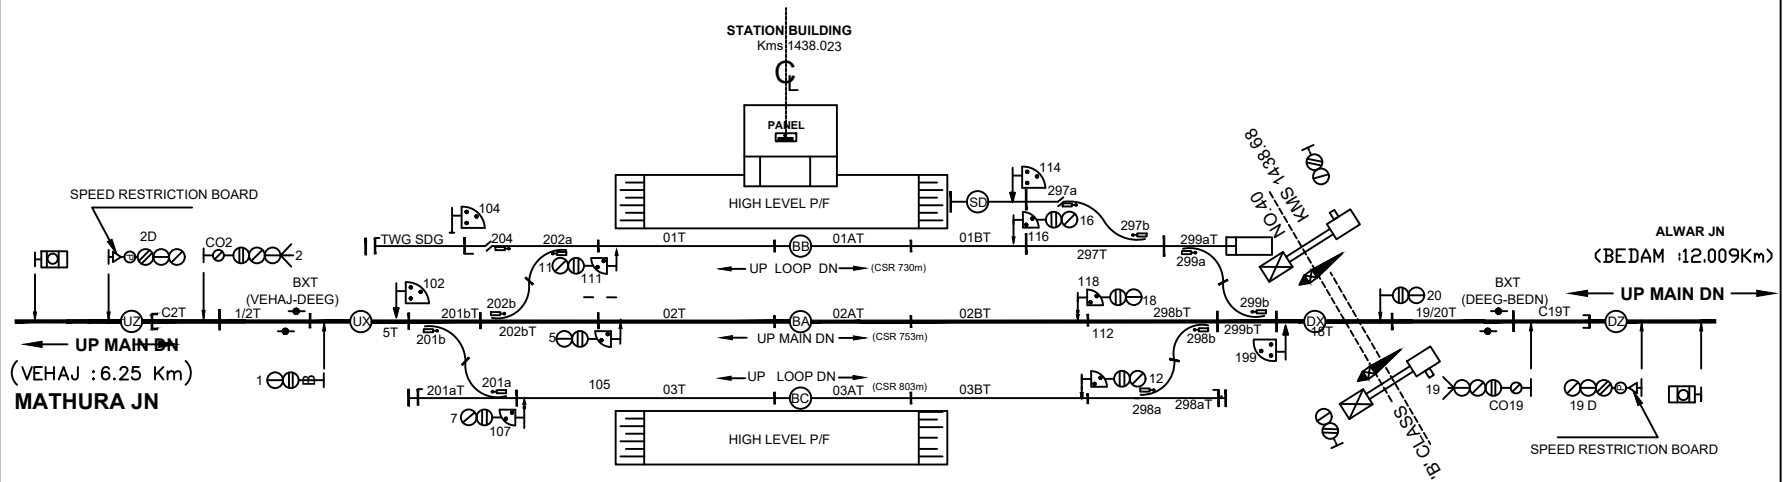 STATION BUILDING
Kms 1438.023
C
L
PANEL
HIGH LEVEL P/F
SPEED RESTRICTION BOARD
2D
P
CO2
2
104
TWG SDG
204
202a
01T
BB
01AT
01BT
116
16
114
SD
297a
297b
297T
299aT
299a
NO.40
KMS 1438.68
11
111
UP LOOP DN
(CSR 730m)
BXT
(VEHAJ-DEEG)
102
UZ
C2T
1/2T
UX
5T
201bT
202b
202bT
201b
5
02T
BA
02AT
02BT
118
18
112
298bT
298b
299bT
299b
199
DX
18T
20
19/20T
BXT
(DEEG-BEDN)
C19T
DZ
ALWAR JN
(BEDAM :12.009Km)
UP MAIN DN
UP MAIN DN
(CSR 753m)
UP MAIN DN
(VEHAJ :6.25 Km)
MATHURA JN
1
B
UP LOOP DN
(CSR 803m)
201aT
201a
105
03T
BC
03AT
03BT
12
298a
298aT
7
107
HIGH LEVEL P/F
'B' CLASS
19
CO19
19 D
P
SPEED RESTRICTION BOARD